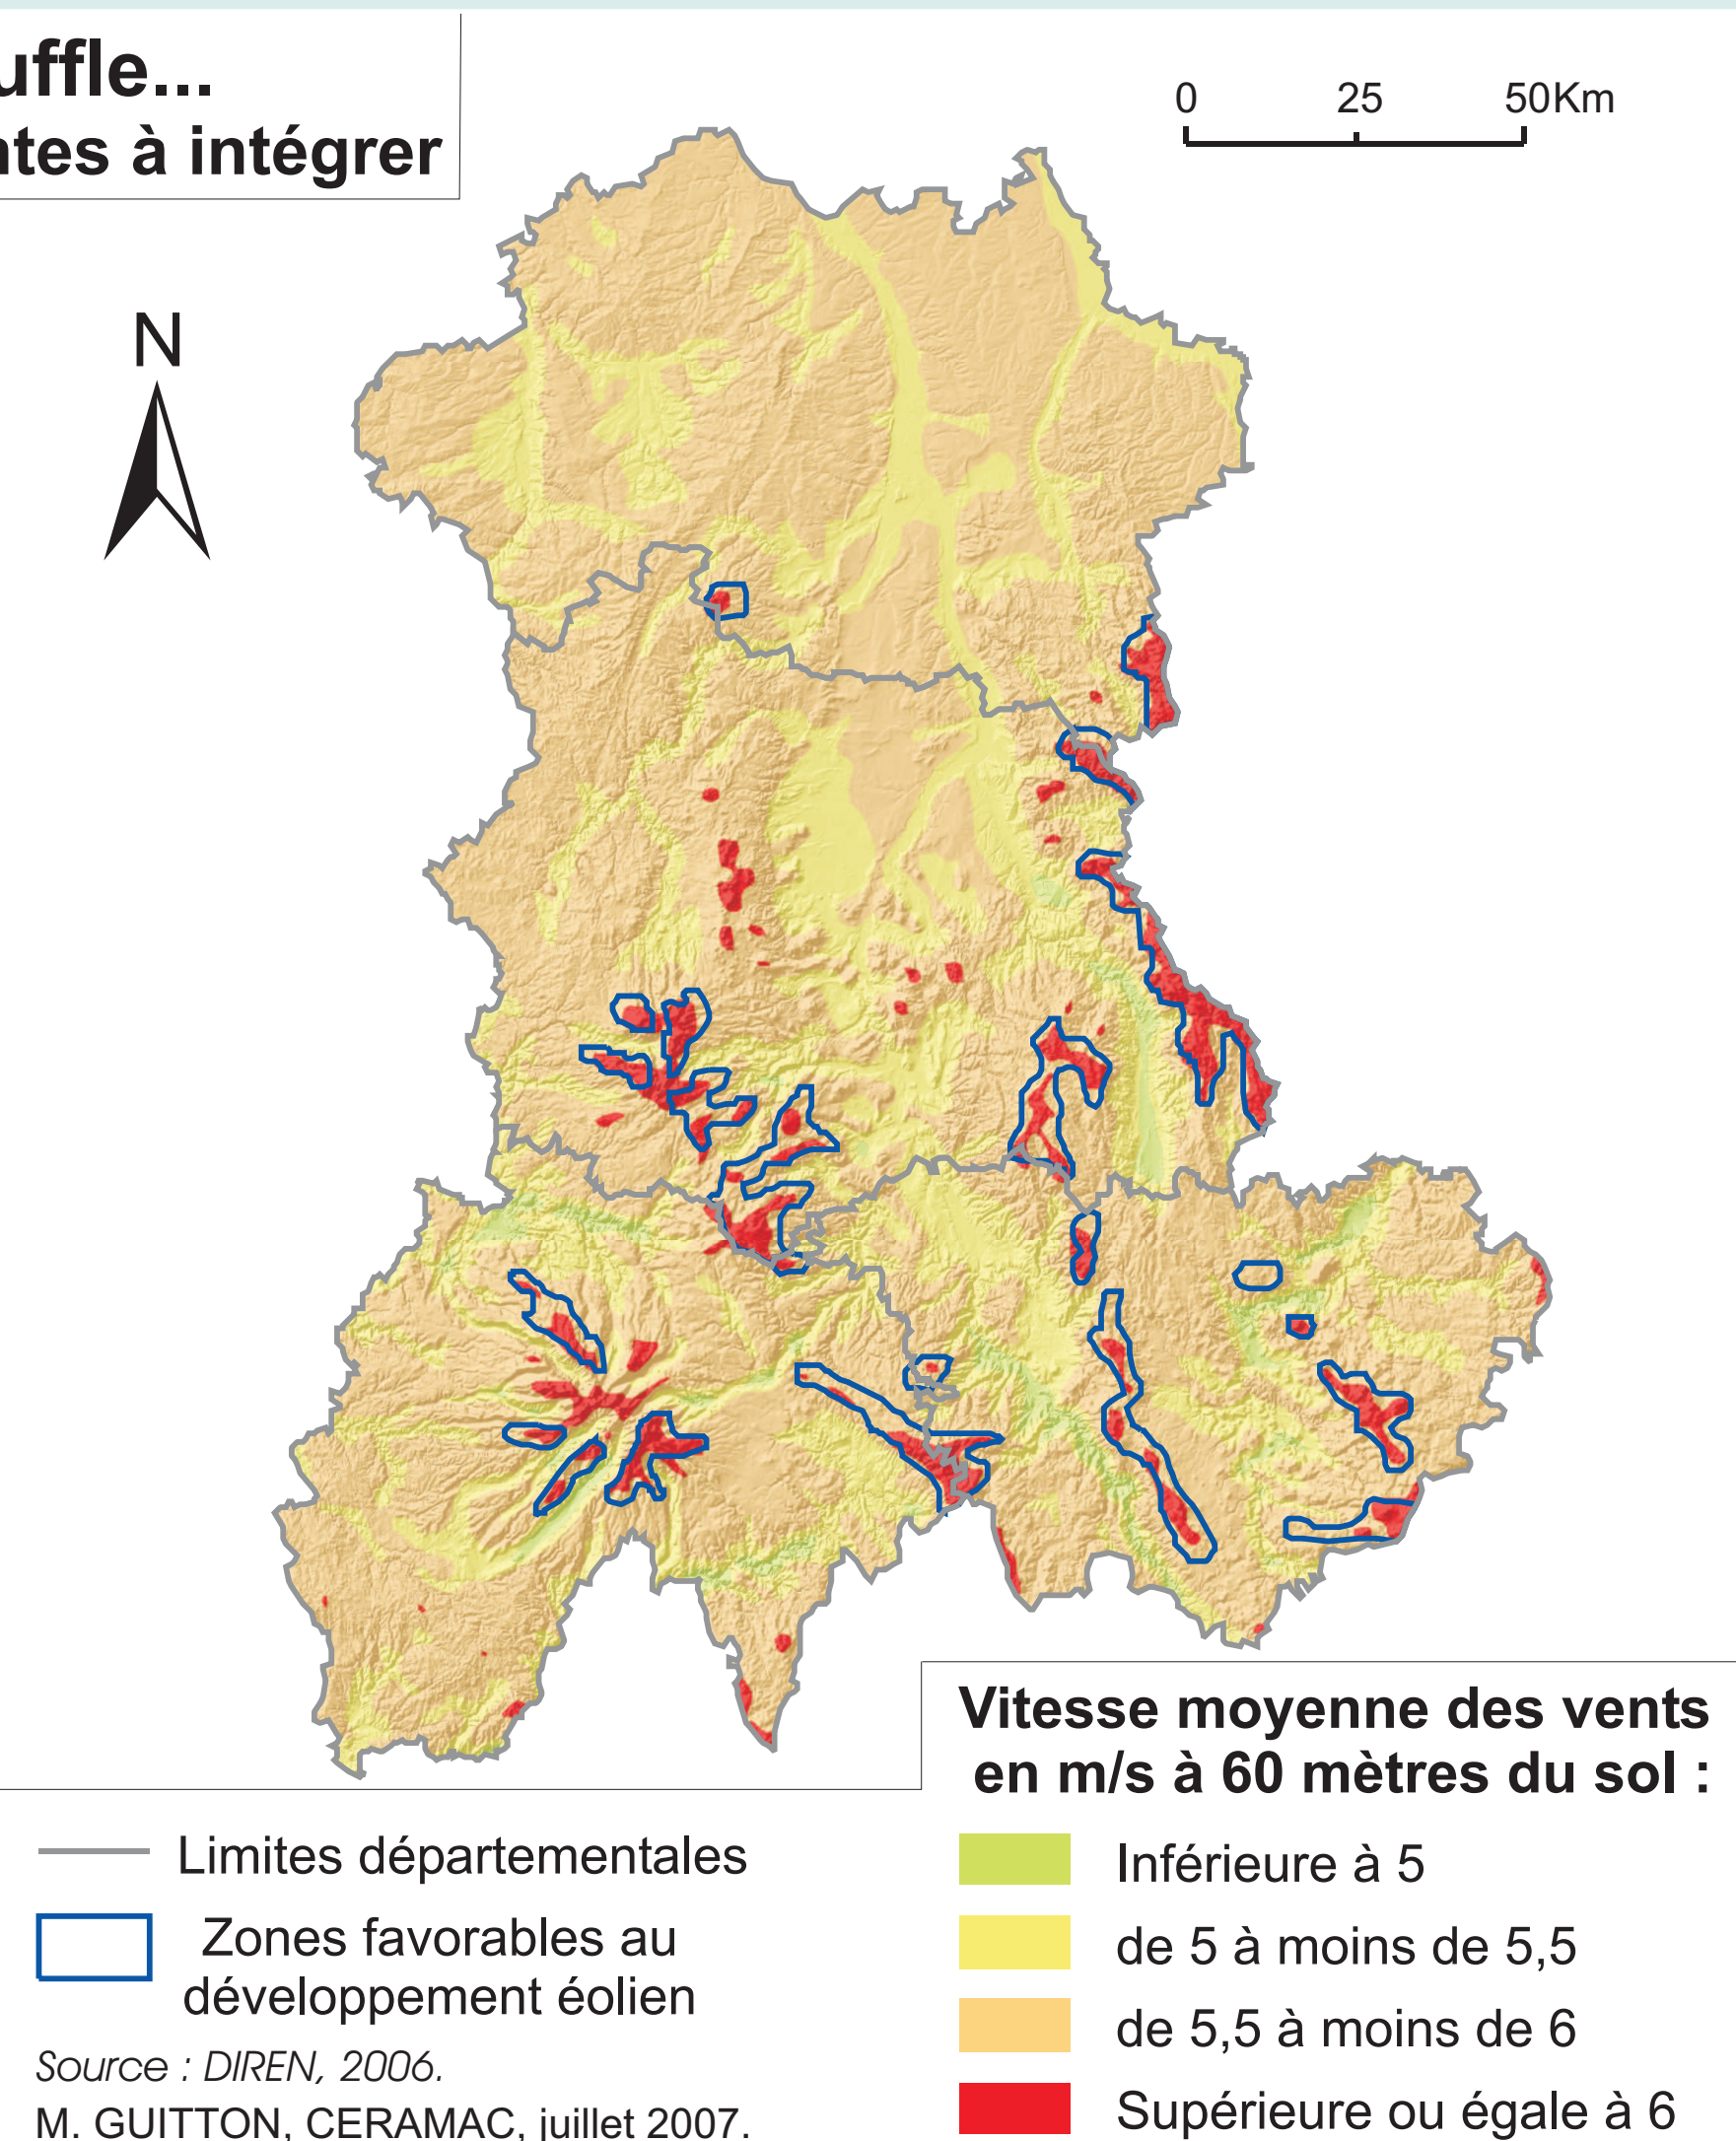 uffle...
ntes à intégrer
0 25 50Km
N
Vitesse moyenne des vents
en m/s à 60 mètres du sol :
Limites départementales
Zones favorables au
développement éolien
Source : DIREN, 2006.
M. GUITTON, CERAMAC, juillet 2007.
Inférieure à 5
de 5 à moins de 5,5
de 5,5 à moins de 6
Supérieure ou égale à 6